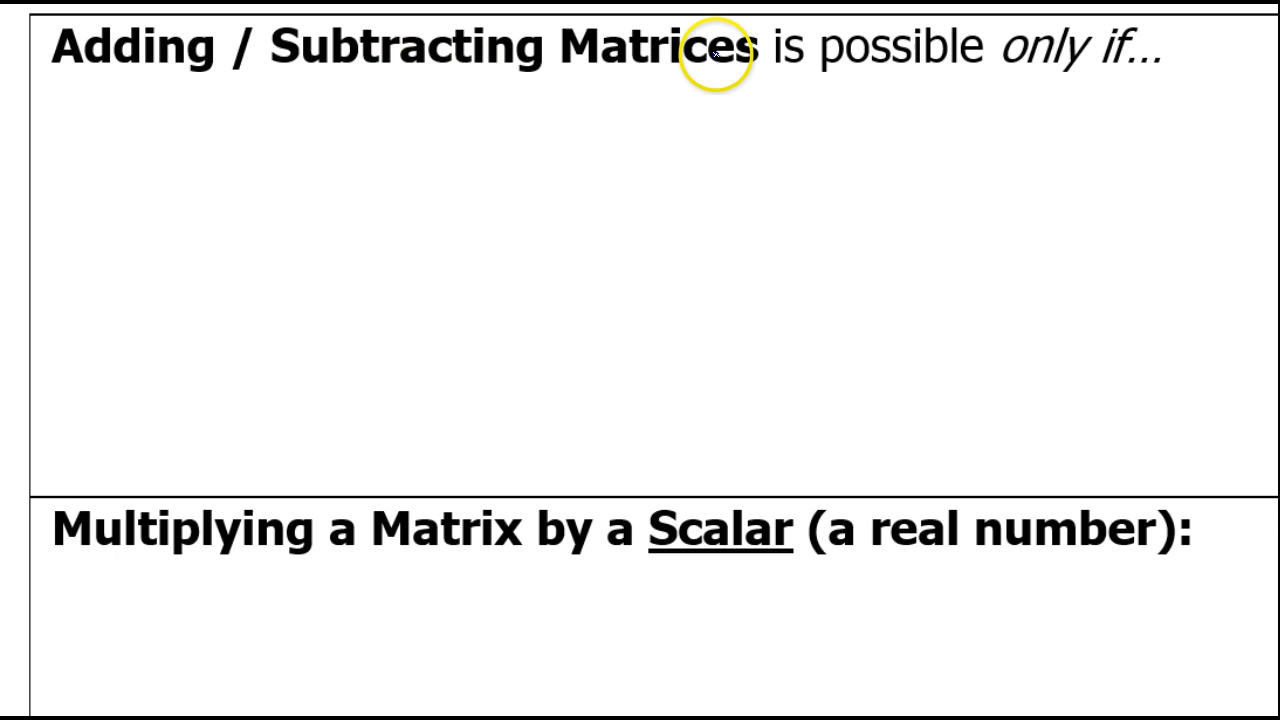 Adding / Subtracting Matrices is possible only if...
Multiplying a Matrix by a Scalar (a real number):